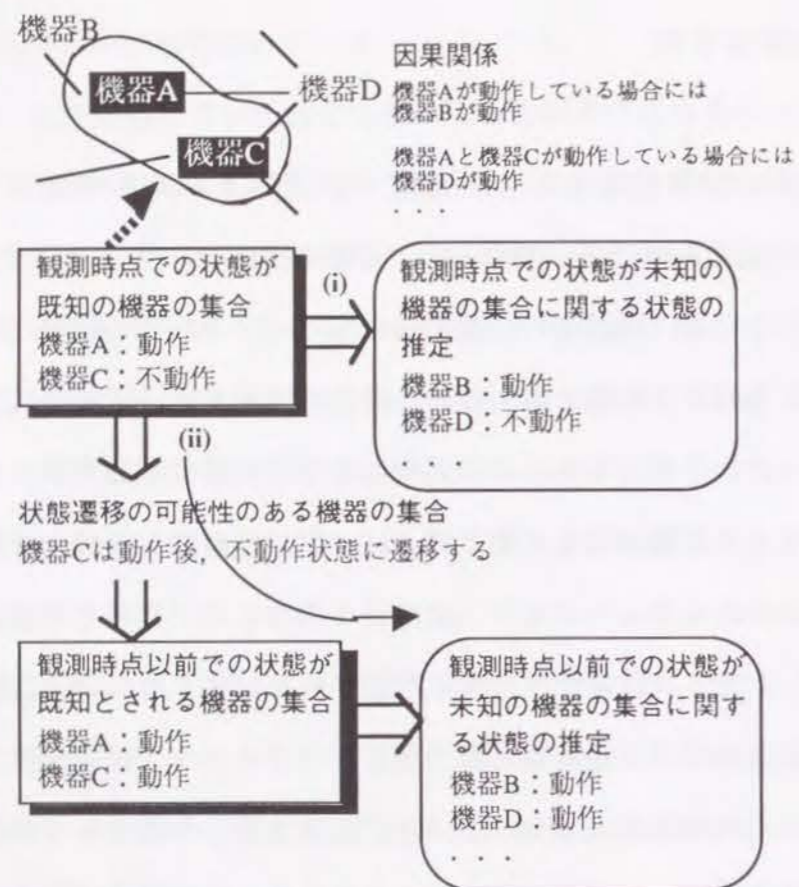 機器B
機器A
機器D
機器C
因果関係
機器Aが動作している場合には
機器Bが動作
機器Aと機器Cが動作している場合には
機器Dが動作
・・・
観測時点での状態が
既知の機器の集合
機器A：動作
機器C：不動作
(i)
観測時点での状態が未知の
機器の集合に関する状態の
推定
機器B：動作
機器D：不動作
・・・
(ii)
状態遷移の可能性のある機器の集合
機器Cは動作後，不動作状態に遷移する
観測時点以前での状態が
既知とされる機器の集合
機器A：動作
機器C：動作
観測時点以前での状態が
未知の機器の集合に関す
る状態の推定
機器B：動作
機器D：動作
・・・